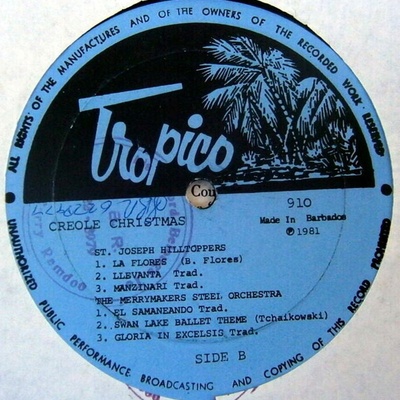 ALL RIGHTS OF THE MANUFACTURES AND OF THE OWNERS OF THE RECORDED WORK RESERVED
Tropico
910
Made In Barbados
℗1981
CREOLE CHRISTMAS
ST. JOSEPH HILLTOPPERS
1. LA FLORES (B. Flores)
2. LLEVANTA Trad.
3. MANZINARI Trad.
THE MERRYMAKERS STEEL ORCHESTRA
1. EL SAMANEANDO Trad.
2. SWAN LAKE BALLET THEME (Tchaikowski)
3. GLORIA IN EXCELSIS Trad.
SIDE B
UNAUTHORIZED PUBLIC PERFORMANCE BROADCASTING AND COPYING OF THIS RECORD PROHIBITED